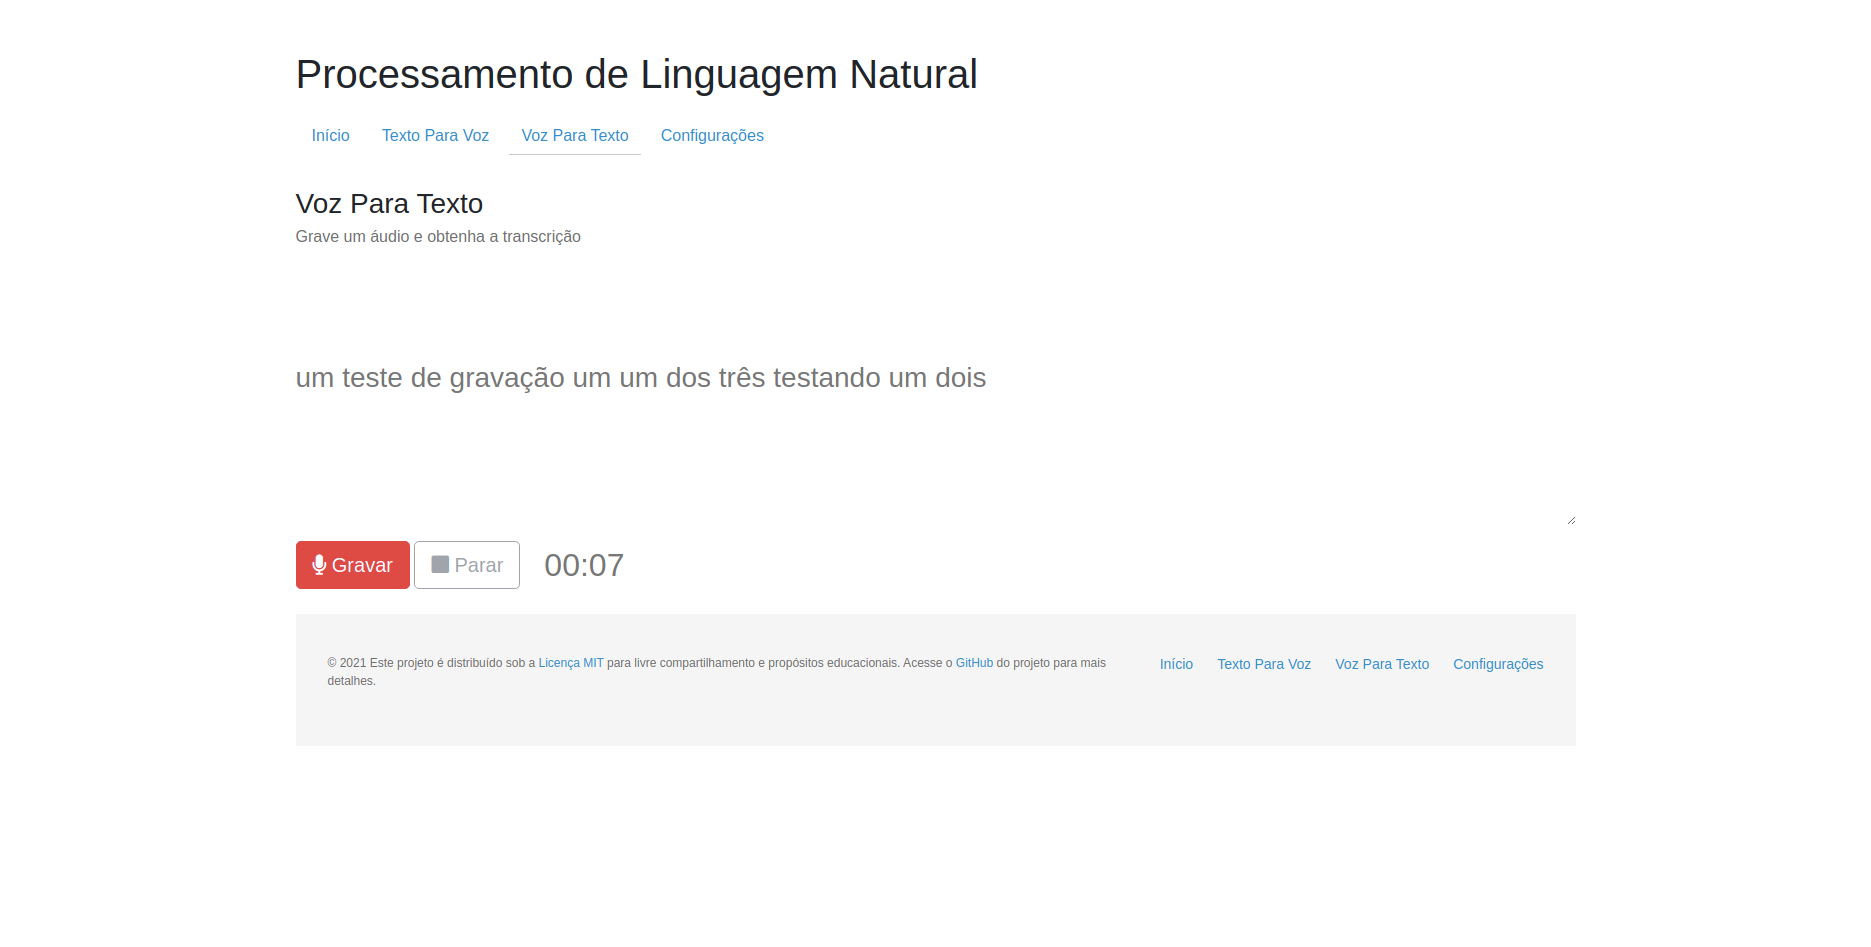 Processamento de Linguagem Natural
Início Texto Para Voz Voz Para Texto Configurações
Voz Para Texto
Grave um áudio e obtenha a transcrição
um teste de gravação um um dos três testando um dois
Gravar Parar 00:07
© 2021 Este projeto é distribuído sob a Licença MIT para livre compartilhamento e propósitos educacionais. Acesse o GitHub do projeto para mais
detalhes.
Início Texto Para Voz Voz Para Texto Configurações